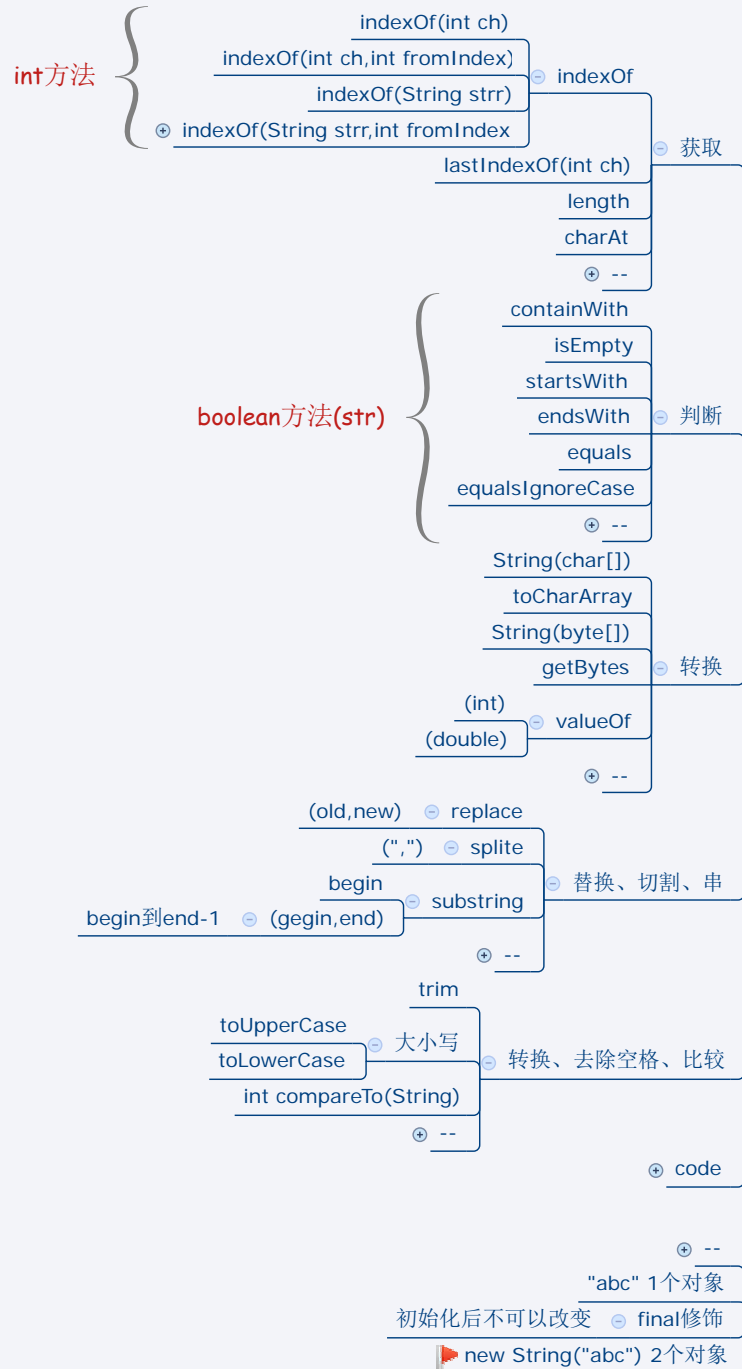 int方法
indexOf(int ch)
indexOf(int ch,int fromIndex)
indexOf(String strr)
indexOf(String strr,int fromIndex
indexOf
lastIndexOf(int ch)
length
charAt
--
获取
boolean方法(str)
containWith
isEmpty
startsWith
endsWith
equals
equalsIgnoreCase
--
判断
String(char[])
toCharArray
String(byte[])
getBytes
(int)
(double)
valueOf
--
转换
(old,new)
replace
(",")
splite
begin
begin到end-1
(gegin,end)
substring
--
替换、切割、串
trim
toUpperCase
toLowerCase
大小写
int compareTo(String)
--
转换、去除空格、比较
code
--
"abc" 1个对象
初始化后不可以改变
final修饰
new String("abc") 2个对象